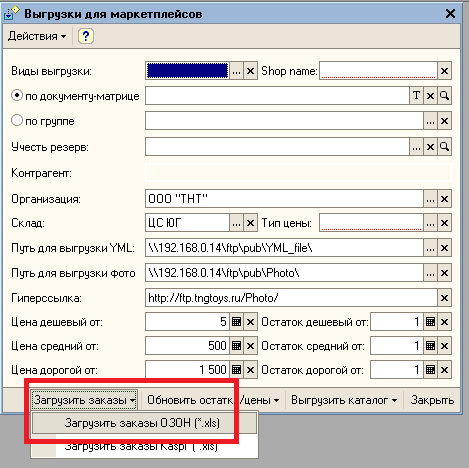 Выгрузки для маркетплейсов
Действия
Виды выгрузки: ... x Shop name: x
по документу-матрице T x
по группе ... x
Учесть резерв: ... x
Контрагент:
Организация: ООО "ТНТ" ... x
Склад: ЦС ЮГ ... x Тип цены: ... x
Путь для выгрузки YML: \\192.168.0.14\ftp\pub\YML_file\ ... x
Путь для выгрузки фото \\192.168.0.14\ftp\pub\Photo\ ... x
Гиперссылка: http://ftp.tngtoys.ru/Photo/ x
Цена дешевый от: 5 x Остаток дешевый от: 1 x
Цена средний от: 500 x Остаток средний от: 1 x
Цена дорогой от: 1 500 x Остаток дорогой от: 1 x
Загрузить заказы Обновить остатк /цены Выгрузить каталог Закрыть
Загрузить заказы ОЗОН (*.xls)
Загрузить заказы Kaspi (*.xls)